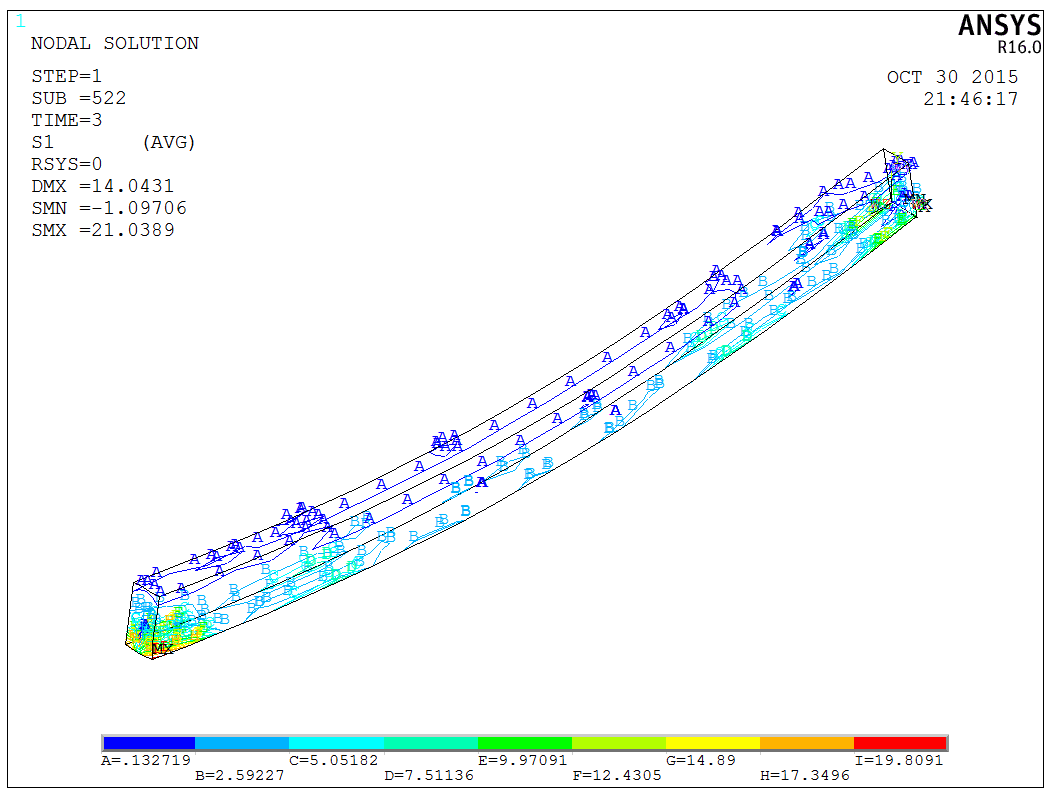 1
ANSYS
R16.0
NODAL SOLUTION
STEP=1
SUB =522
TIME=3
S1 (AVG)
RSYS=0
DMX =14.0431
SMN =-1.09706
SMX =21.0389
OCT 30 2015
21:46:17
MX
A=.132719
B=2.59227
C=5.05182
D=7.51136
E=9.97091
F=12.4305
G=14.89
H=17.3496
I=19.8091